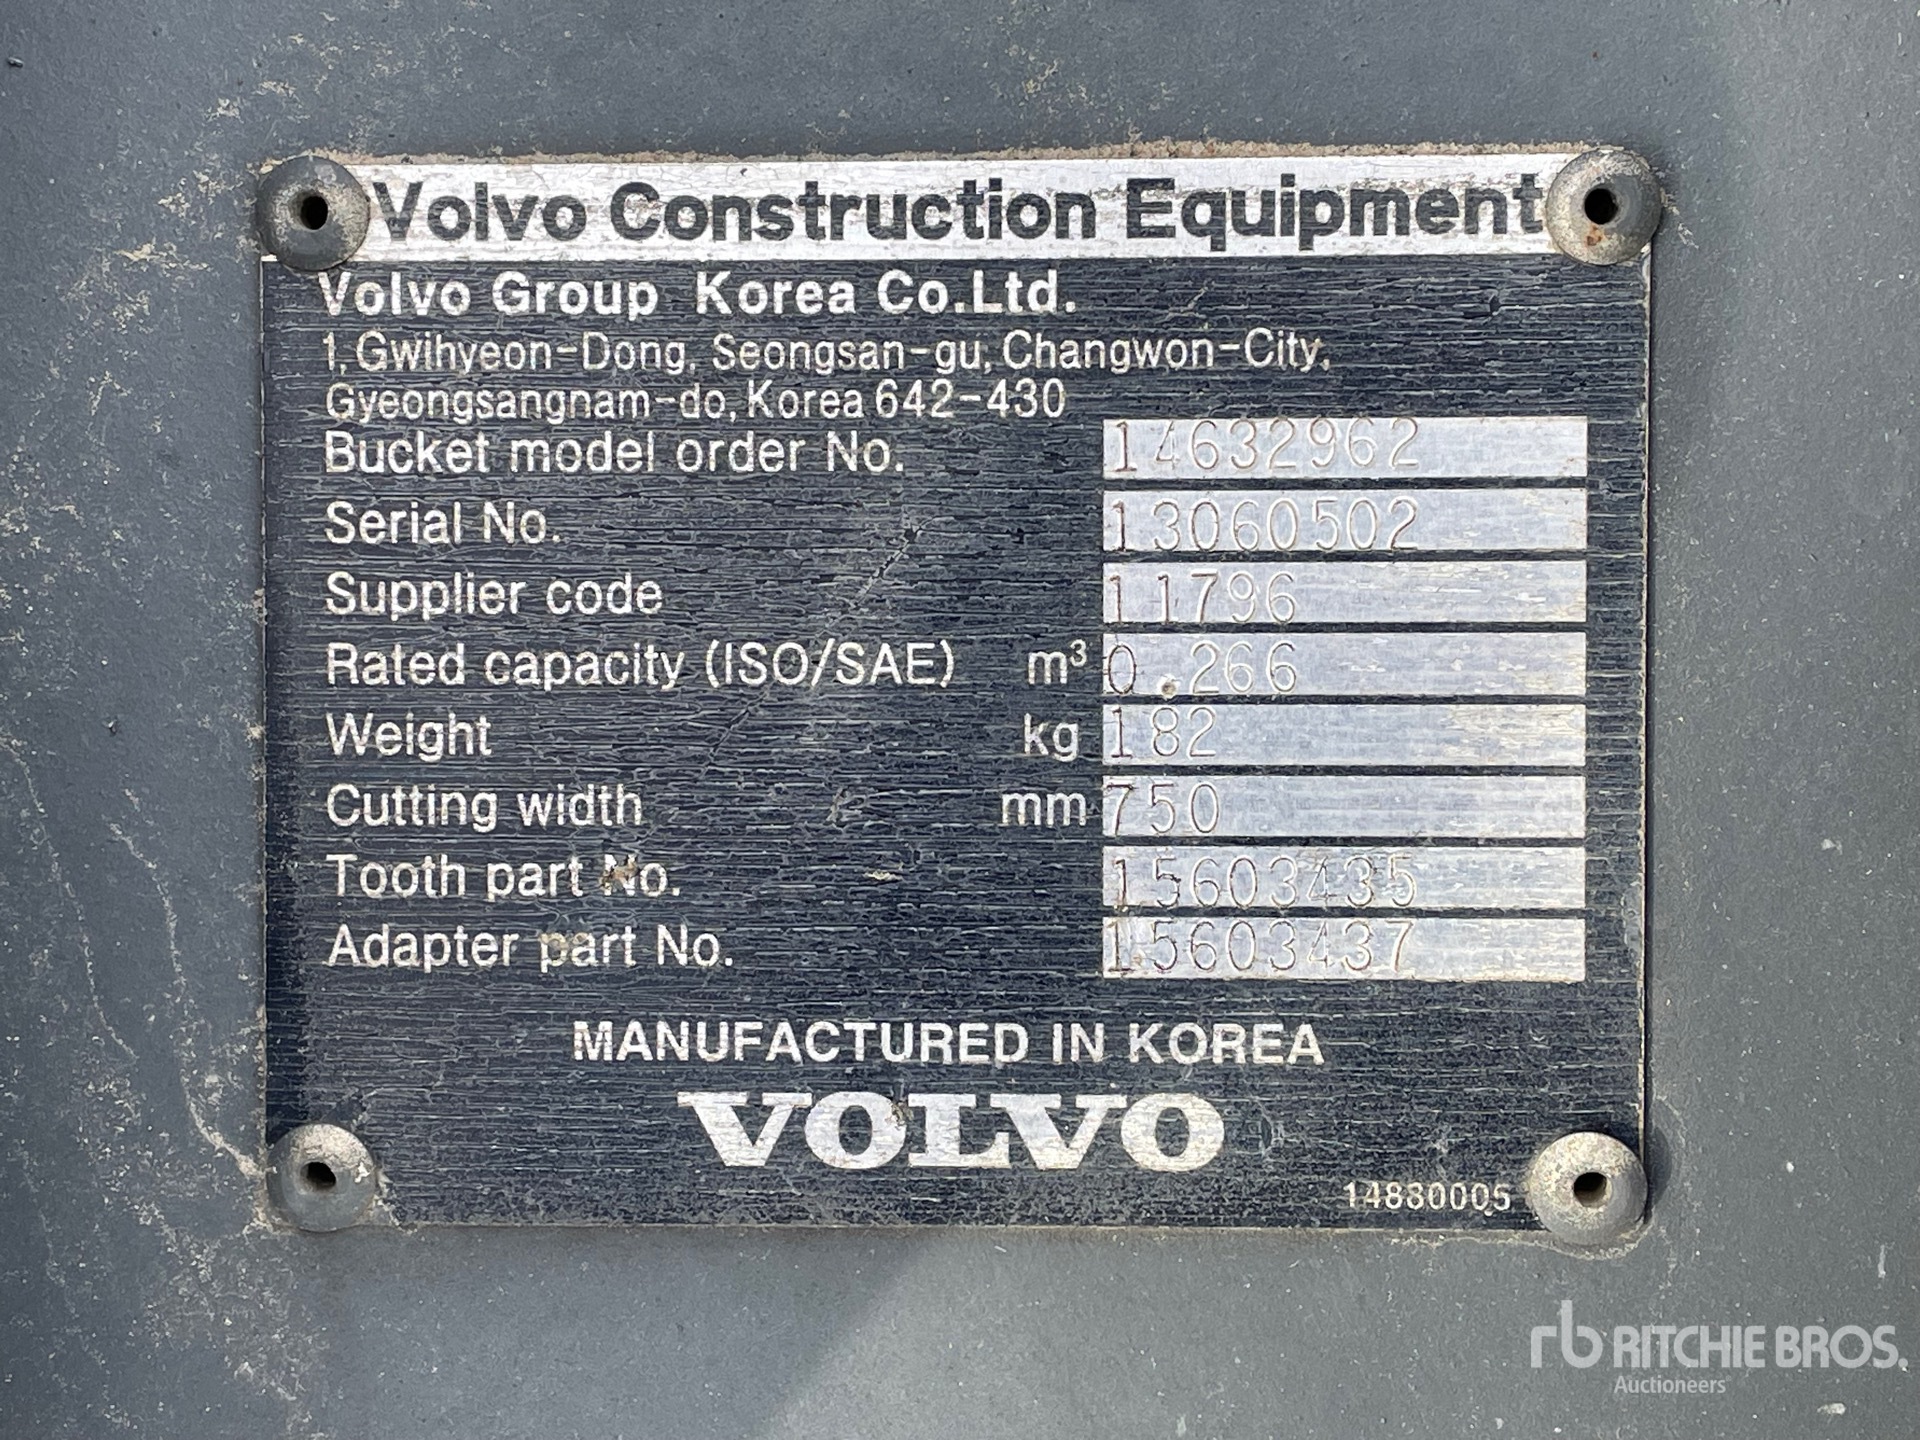 Volvo Construction Equipment
Volvo Group Korea Co.Ltd.
1, Gwihyeon-Dong, Seongsan-gu, Changwon-City,
Gyeongsangnam-do, Korea 642-430
Bucket model order No. 14632962
Serial No. 13060502
Supplier code 11796
Rated capacity (ISO/SAE) m³ 0.266
Weight kg 182
Cutting width mm 750
Tooth part No. 15603435
Adapter part No. 15603437
MANUFACTURED IN KOREA
VOLVO
14880005
rb RITCHIE BROS.
Auctioneers